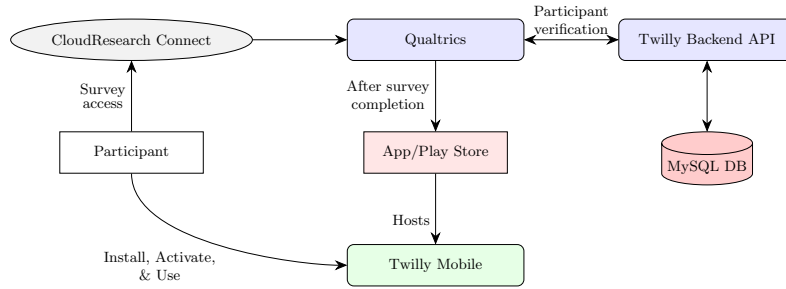 CloudResearch Connect
Qualtrics
Participant
verification
Twilly Backend API
Survey
access
After survey
completion
Participant
App/Play Store
MySQL DB
Hosts
Install, Activate,
& Use
Twilly Mobile